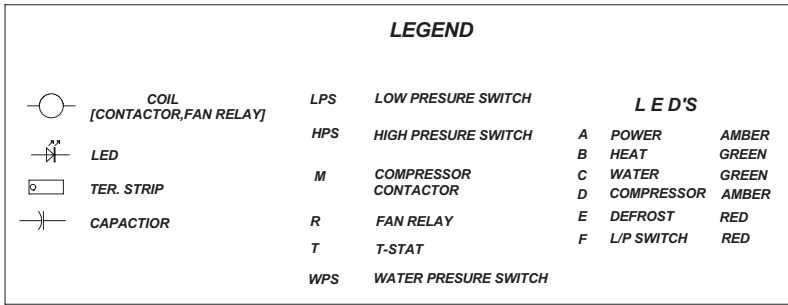 LEGEND
COIL
[CONTACTOR,FAN RELAY]
LED
Q
TER. STRIP
CAPACTIOR
LPS LOW PRESURE SWITCH
HPS HIGH PRESURE SWITCH
M COMPRESSOR
CONTACTOR
R FAN RELAY
T T-STAT
WPS WATER PRESURE SWITCH
L E D'S
A POWER AMBER
B HEAT GREEN
C WATER GREEN
D COMPRESSOR AMBER
E DEFROST RED
F L/P SWITCH RED